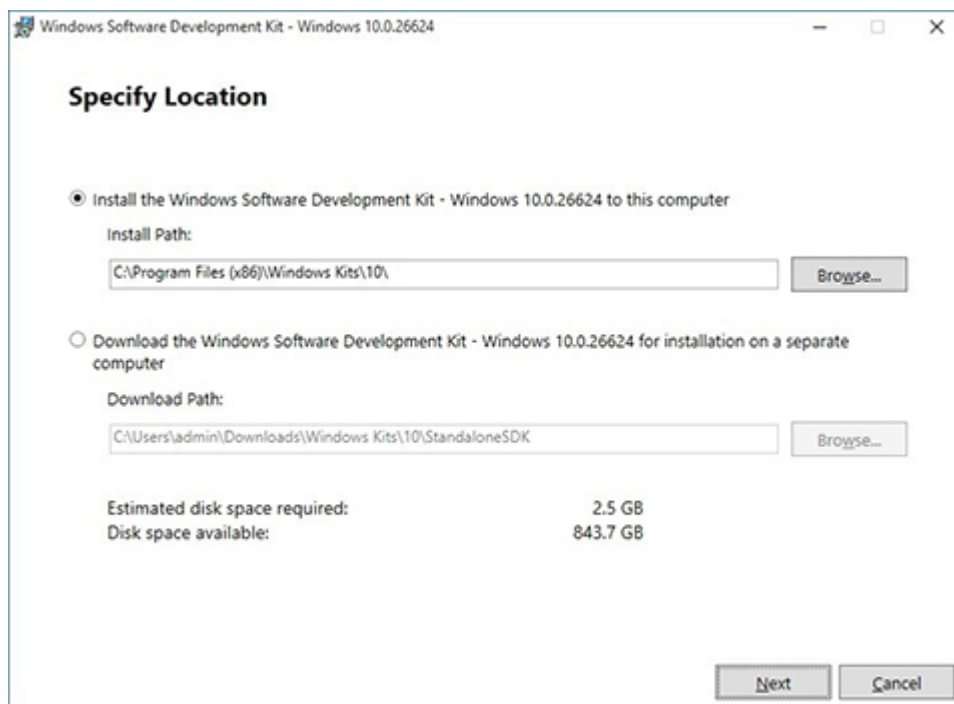 Windows Software Development Kit - Windows 10.0.26624
Specify Location
Install the Windows Software Development Kit - Windows 10.0.26624 to this computer
Install Path:
C:\Program Files (x86)\Windows Kits\10\
Browse...
Download the Windows Software Development Kit - Windows 10.0.26624 for installation on a separate
computer
Download Path:
C:\Users\admin\Downloads\Windows Kits\10\StandaloneSDK
Browse...
Estimated disk space required: 2.5 GB
Disk space available: 843.7 GB
Next Cancel